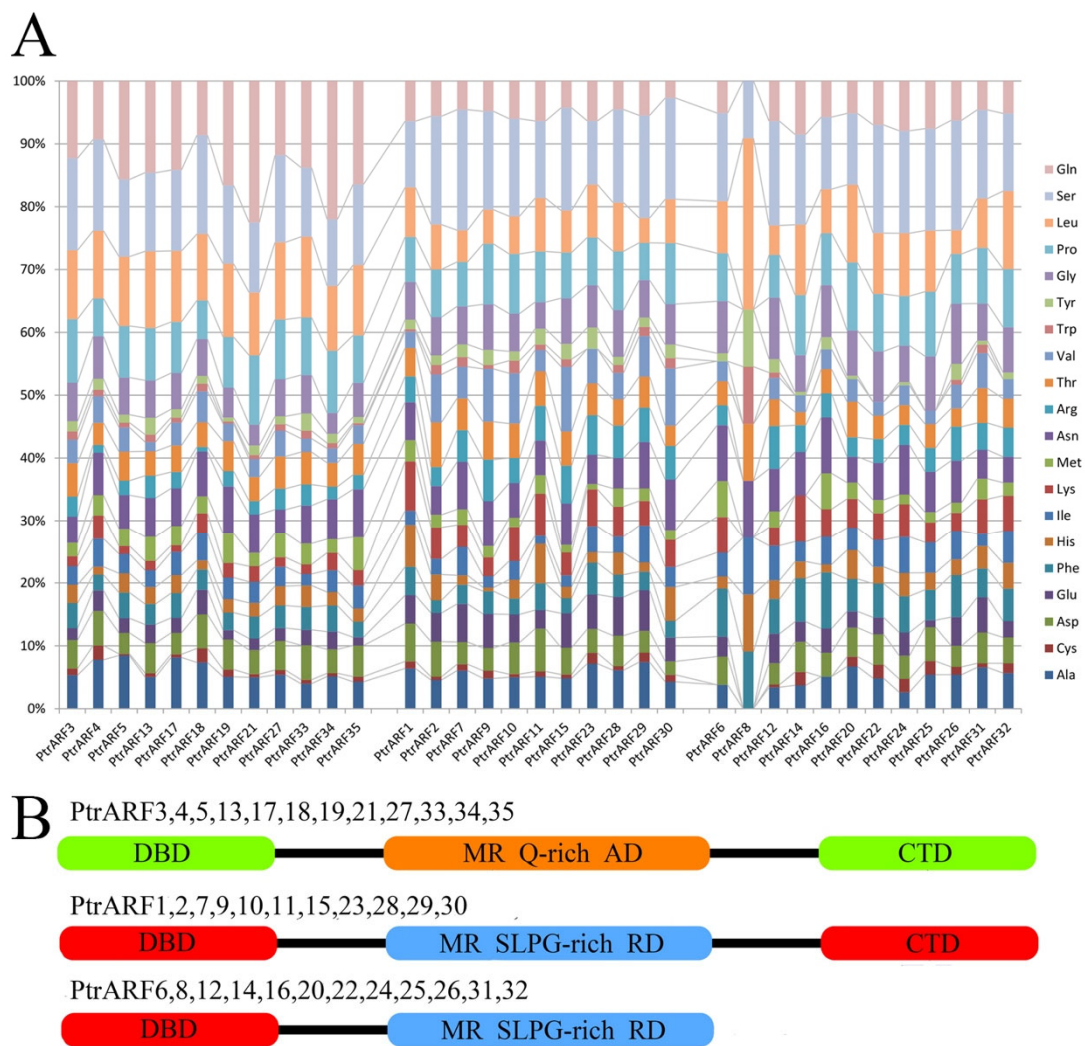 A
100%
90%
80%
70%
60%
50%
40%
30%
20%
10%
0%
Gln
Ser
Leu
Pro
Gly
Tyr
Trp
Val
Thr
Arg
Asn
Met
Lys
Ile
His
Phe
Glu
Asp
Cys
Ala
PtrARF3
PtrARF4
PtrARF5
PtrARF13
PtrARF17
PtrARF18
PtrARF19
PtrARF21
PtrARF27
PtrARF33
PtrARF34
PtrARF35
PtrARF1
PtrARF2
PtrARF7
PtrARF9
PtrARF10
PtrARF11
PtrARF15
PtrARF23
PtrARF28
PtrARF29
PtrARF30
PtrARF6
PtrARF8
PtrARF12
PtrARF14
PtrARF16
PtrARF20
PtrARF22
PtrARF24
PtrARF25
PtrARF26
PtrARF31
PtrARF32
B
PtrARF3,4,5,13,17,18,19,21,27,33,34,35
DBD MR Q-rich AD CTD
PtrARF1,2,7,9,10,11,15,23,28,29,30
DBD MR SLPG-rich RD CTD
PtrARF6,8,12,14,16,20,22,24,25,26,31,32
DBD MR SLPG-rich RD